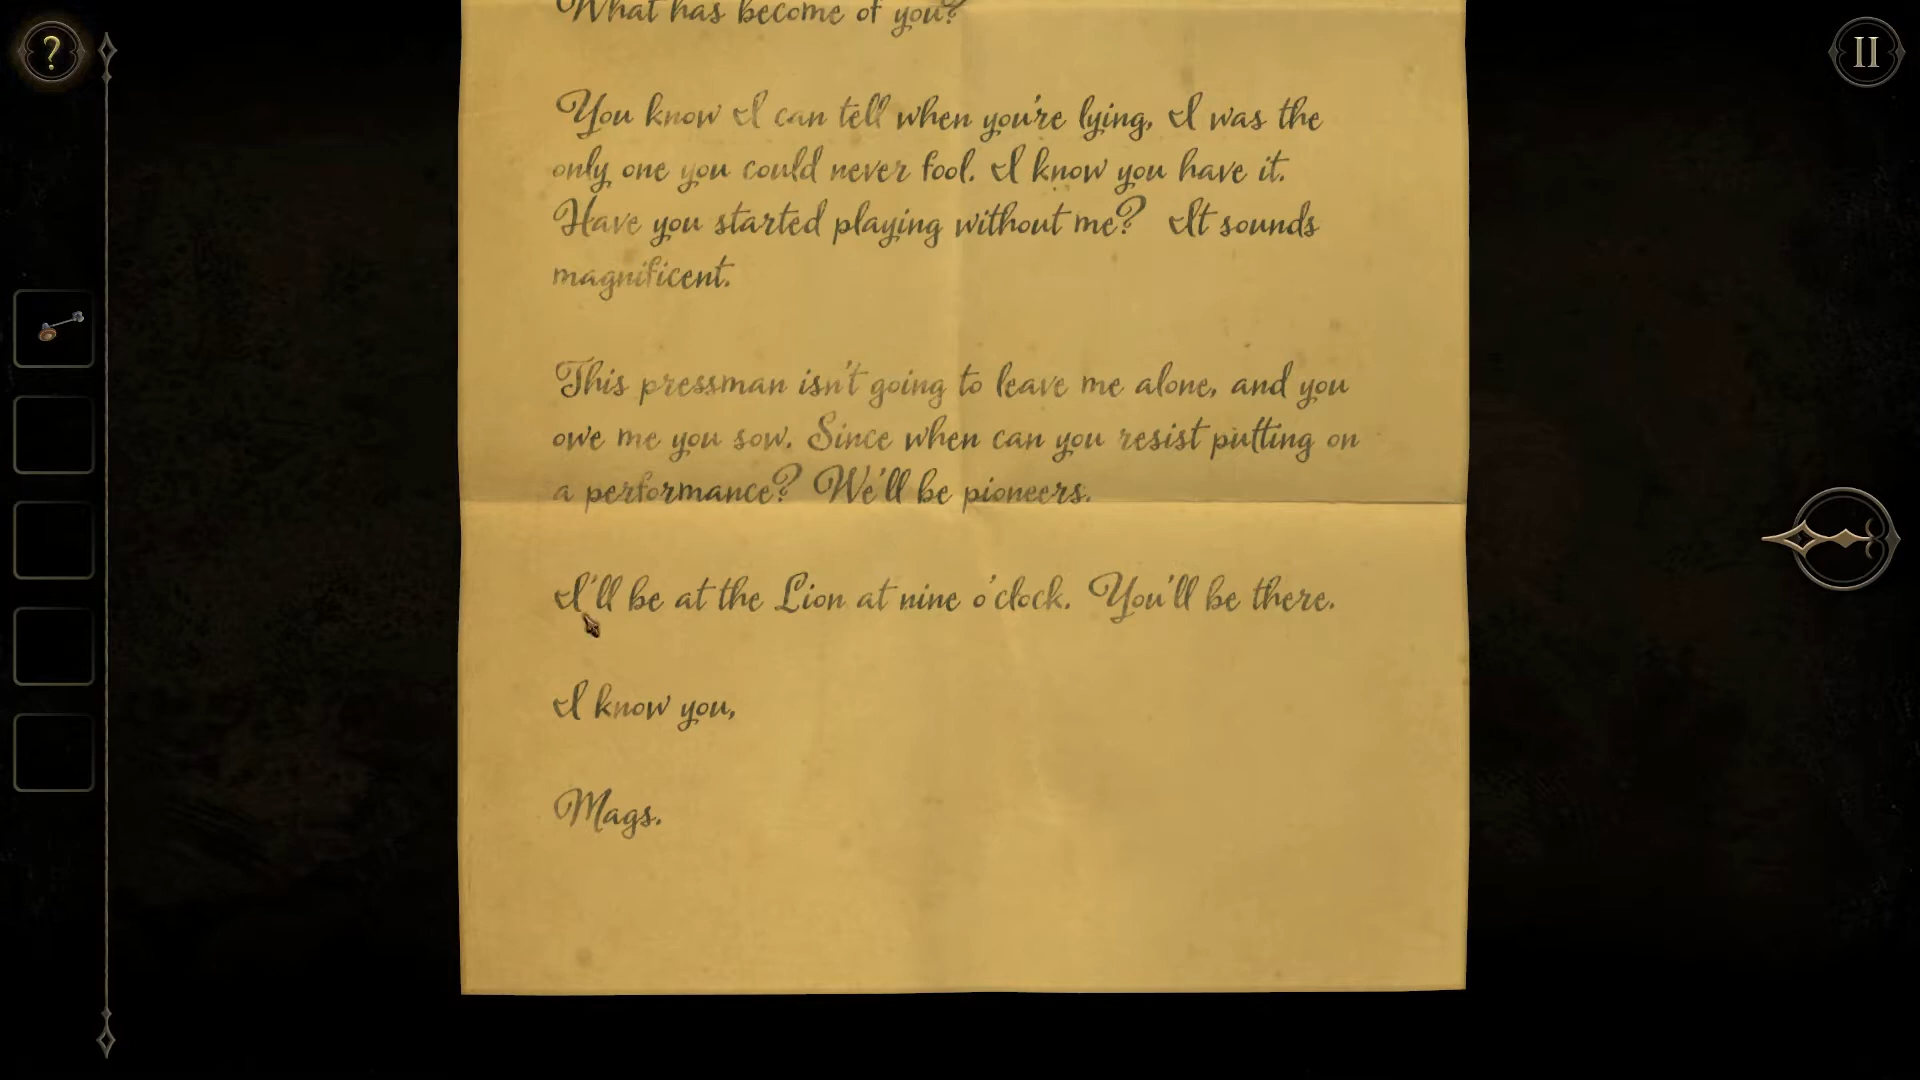 What has become of you?
You know I can tell when you're lying, I was the
only one you could never fool. I know you have it.
Have you started playing without me? It sounds
magnificent.
This pressman isn't going to leave me alone, and you
owe me you sow. Since when can you resist putting on
a performance? We'll be pioneers.
I'll be at the Lion at nine o'clock. You'll be there.
I know you,
Mags.
?
II